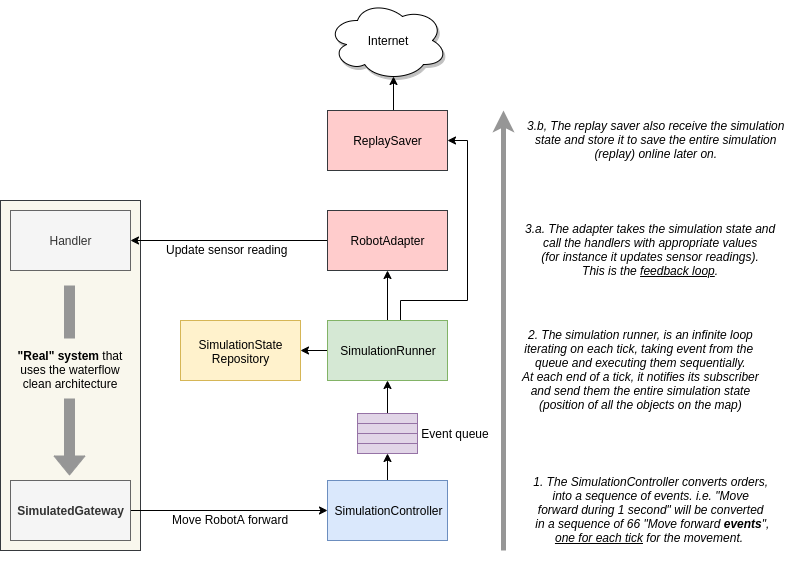 Internet
ReplaySaver
3.b, The replay saver also receive the simulation
state and store it to save the entire simulation
(replay) online later on.
Handler
Update sensor reading
RobotAdapter
3.a. The adapter takes the simulation state and
call the handlers with appropriate values
(for instance it updates sensor readings).
This is the feedback loop.
"Real" system that
uses the waterflow
clean architecture
SimulationState
Repository
SimulationRunner
2. The simulation runner, is an infinite loop
iterating on each tick, taking event from the
queue and executing them sequentially.
At each end of a tick, it notifies its subscriber
and send them the entire simulation state
(position of all the objects on the map)
Event queue
SimulatedGateway
Move RobotA forward
SimulationController
1. The SimulationController converts orders,
into a sequence of events. i.e. "Move
forward during 1 second" will be converted
in a sequence of 66 "Move forward events",
one for each tick for the movement.